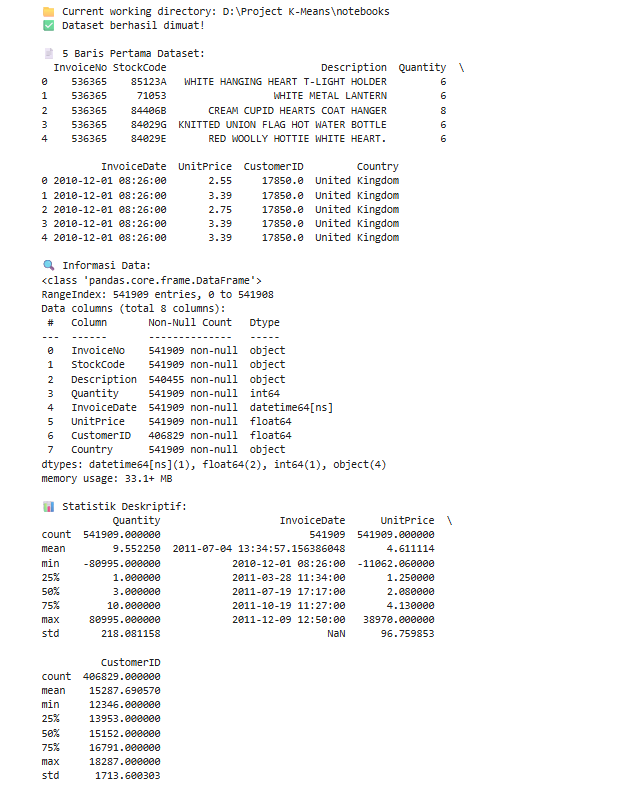 📁 Current working directory: D:\Project K-Means\notebooks
✅ Dataset berhasil dimuat!

📄 5 Baris Pertama Dataset:
  InvoiceNo StockCode                          Description  Quantity  \
0    536365    85123A   WHITE HANGING HEART T-LIGHT HOLDER         6
1    536365     71053                  WHITE METAL LANTERN         6
2    536365    84406B       CREAM CUPID HEARTS COAT HANGER         8
3    536365    84029G  KNITTED UNION FLAG HOT WATER BOTTLE         6
4    536365    84029E       RED WOOLLY HOTTIE WHITE HEART.         6

          InvoiceDate  UnitPrice  CustomerID         Country
0 2010-12-01 08:26:00       2.55     17850.0  United Kingdom
1 2010-12-01 08:26:00       3.39     17850.0  United Kingdom
2 2010-12-01 08:26:00       2.75     17850.0  United Kingdom
3 2010-12-01 08:26:00       3.39     17850.0  United Kingdom
4 2010-12-01 08:26:00       3.39     17850.0  United Kingdom

🔍 Informasi Data:
<class 'pandas.core.frame.DataFrame'>
RangeIndex: 541909 entries, 0 to 541908
Data columns (total 8 columns):
 #   Column       Non-Null Count   Dtype
---  ------       --------------   -----
 0   InvoiceNo    541909 non-null  object
 1   StockCode    541909 non-null  object
 2   Description  540455 non-null  object
 3   Quantity     541909 non-null  int64
 4   InvoiceDate  541909 non-null  datetime64[ns]
 5   UnitPrice    541909 non-null  float64
 6   CustomerID   406829 non-null  float64
 7   Country      541909 non-null  object
dtypes: datetime64[ns](1), float64(2), int64(1), object(4)
memory usage: 33.1+ MB

📊 Statistik Deskriptif:
            Quantity                    InvoiceDate      UnitPrice  \
count  541909.000000                         541909  541909.000000
mean        9.552250  2011-07-04 13:34:57.156386048       4.611114
min    -80995.000000            2010-12-01 08:26:00  -11062.060000
25%         1.000000            2011-03-28 11:34:00       1.250000
50%         3.000000            2011-07-19 17:17:00       2.080000
75%        10.000000            2011-10-19 11:27:00       4.130000
max     80995.000000            2011-12-09 12:50:00   38970.000000
std       218.081158                            NaN      96.759853

          CustomerID
count  406829.000000
mean    15287.690570
min     12346.000000
25%     13953.000000
50%     15152.000000
75%     16791.000000
max     18287.000000
std      1713.600303